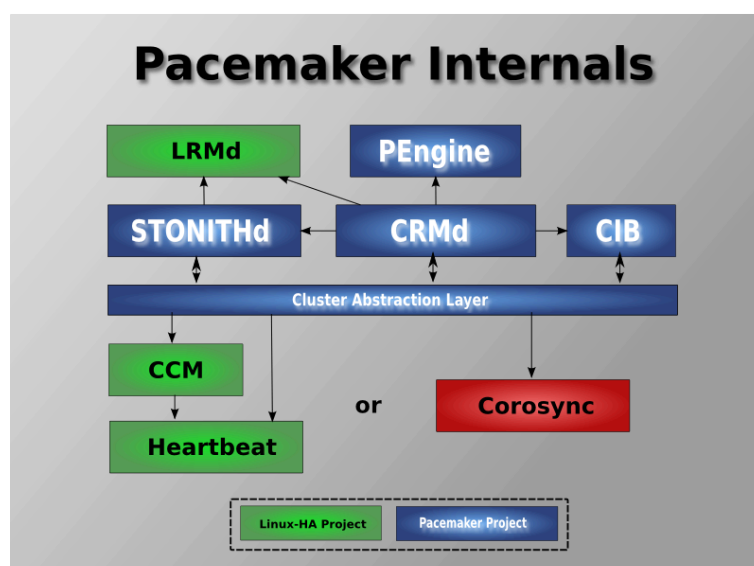 Pacemaker Internals
LRMd
PEngine
STONITHd
CRMd
CIB
Cluster Abstraction Layer
CCM
or
Corosync
Heartbeat
Linux-HA Project
Pacemaker Project